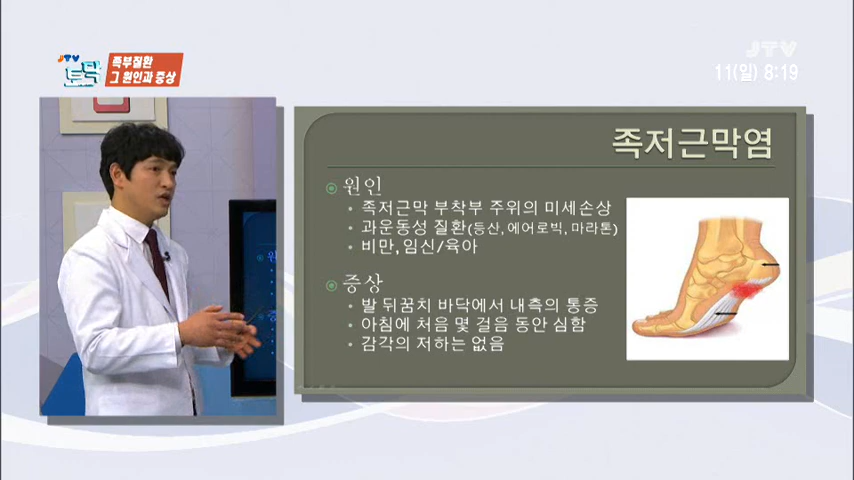 JTV
토닥
족부질환
그 원인과 증상
JTV
11(일) 8:19
족저근막염
원인
족저근막 부착부 주위의 미세손상
과운동성 질환(등산, 에어로빅, 마라톤)
비만, 임신/육아
증상
발 뒤꿈치 바닥에서 내측의 통증
아침에 처음 몇 걸음 동안 심함
감각의 저하는 없음